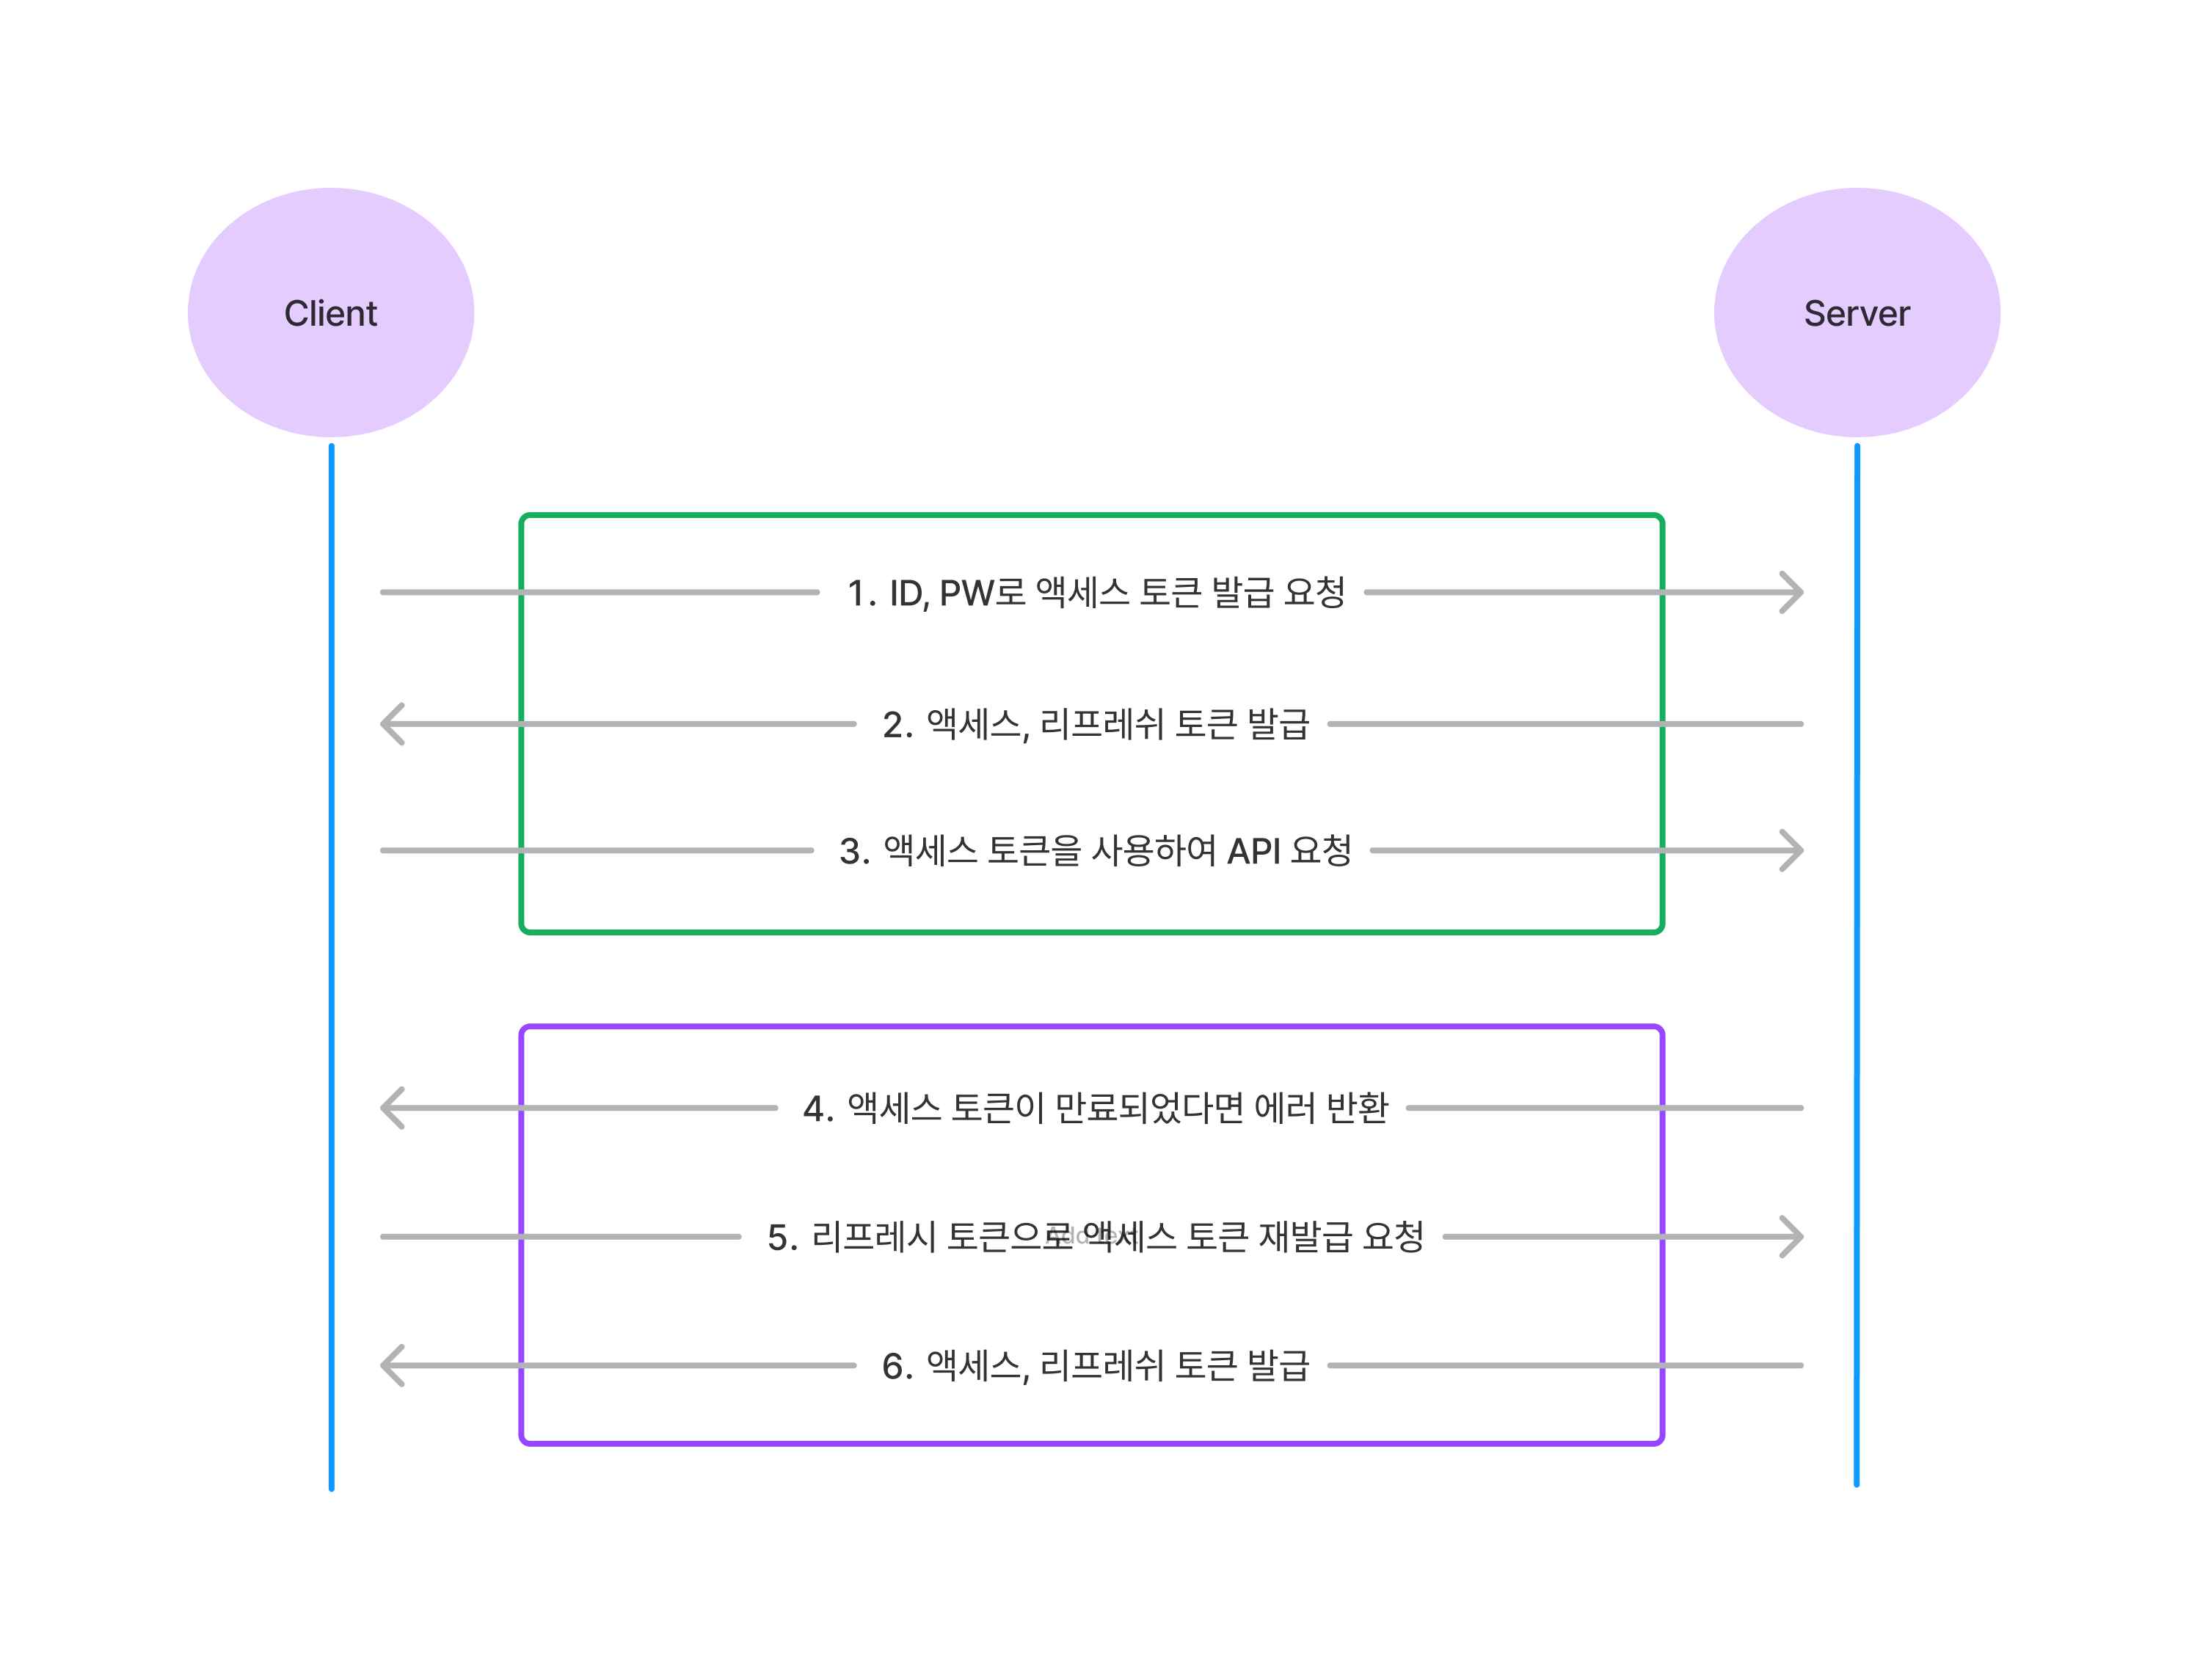 Client
Server
1. ID, PW로 액세스 토큰 발급 요청
2. 액세스, 리프레쉬 토큰 발급
3. 액세스 토큰을 사용하여 API 요청
4. 액세스 토큰이 만료되었다면 에러 반환
5. 리프레시 토큰으로 액세스 토큰 재발급 요청
Add Text
6. 액세스, 리프레쉬 토큰 발급